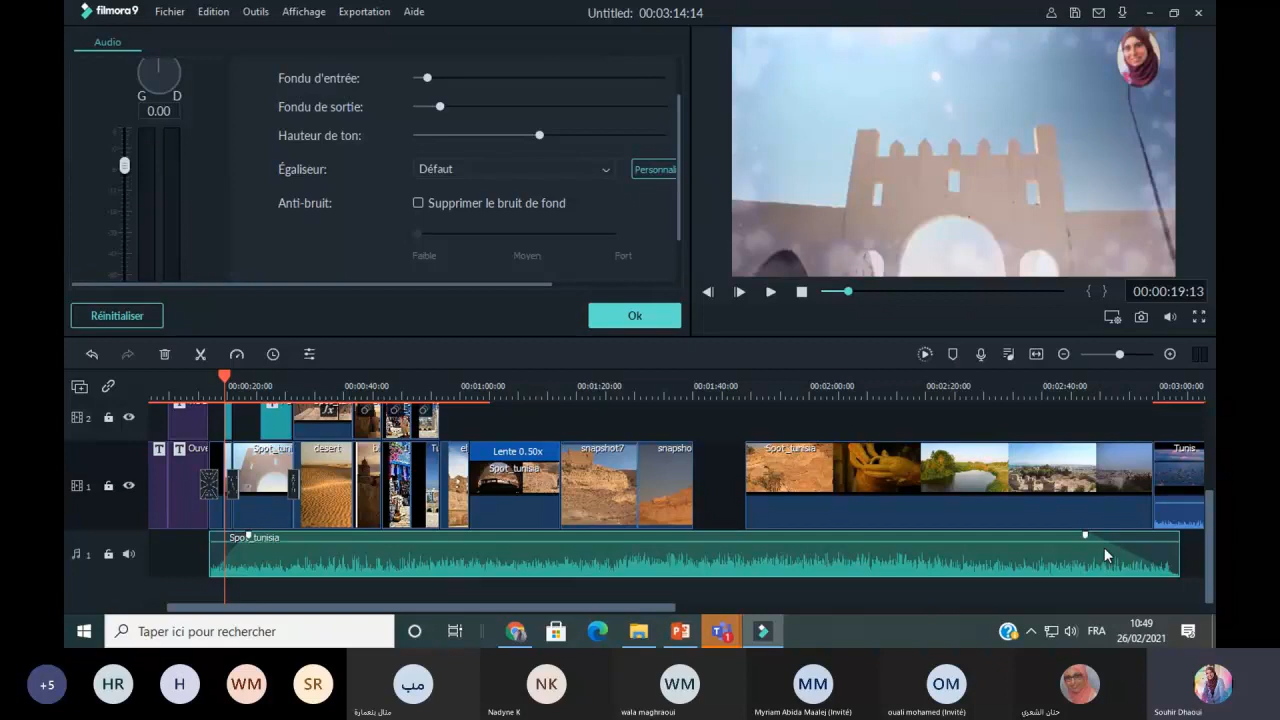 filmora9 Fichier Edition Outils Affichage Exportation Aide Untitled: 00:03:14:14
Audio
Fondu d'entrée:
Fondu de sortie:
Hauteur de ton:
Égaliseur: Défaut Personnali
Anti-bruit: Supprimer le bruit de fond
Faible Moyen Fort
G D
0.00
Réinitialiser Ok
00:00:19:13
00:00:20:00 00:00:40:00 00:01:00:00 00:01:20:00 00:01:40:00 00:02:00:00 00:02:20:00 00:02:40:00 00:03:00:00
2
T T fx
1
T T Ouve Spot_tuni desert Lente 0.50x snapshot7 snapsho Spot_tunisia Tunis
Spot_tunisia
1
Spot_tunisia
Taper ici pour rechercher
1
FRA
10:49
26/02/2021
+5 HR H WM SR مب NK WM MM OM
منال بنعمارة Nadyne K wala maghraoui Myriam Abida Maalej (Invité) ouali mohamed (Invité) حنان الشعري Souhir Dhaoui